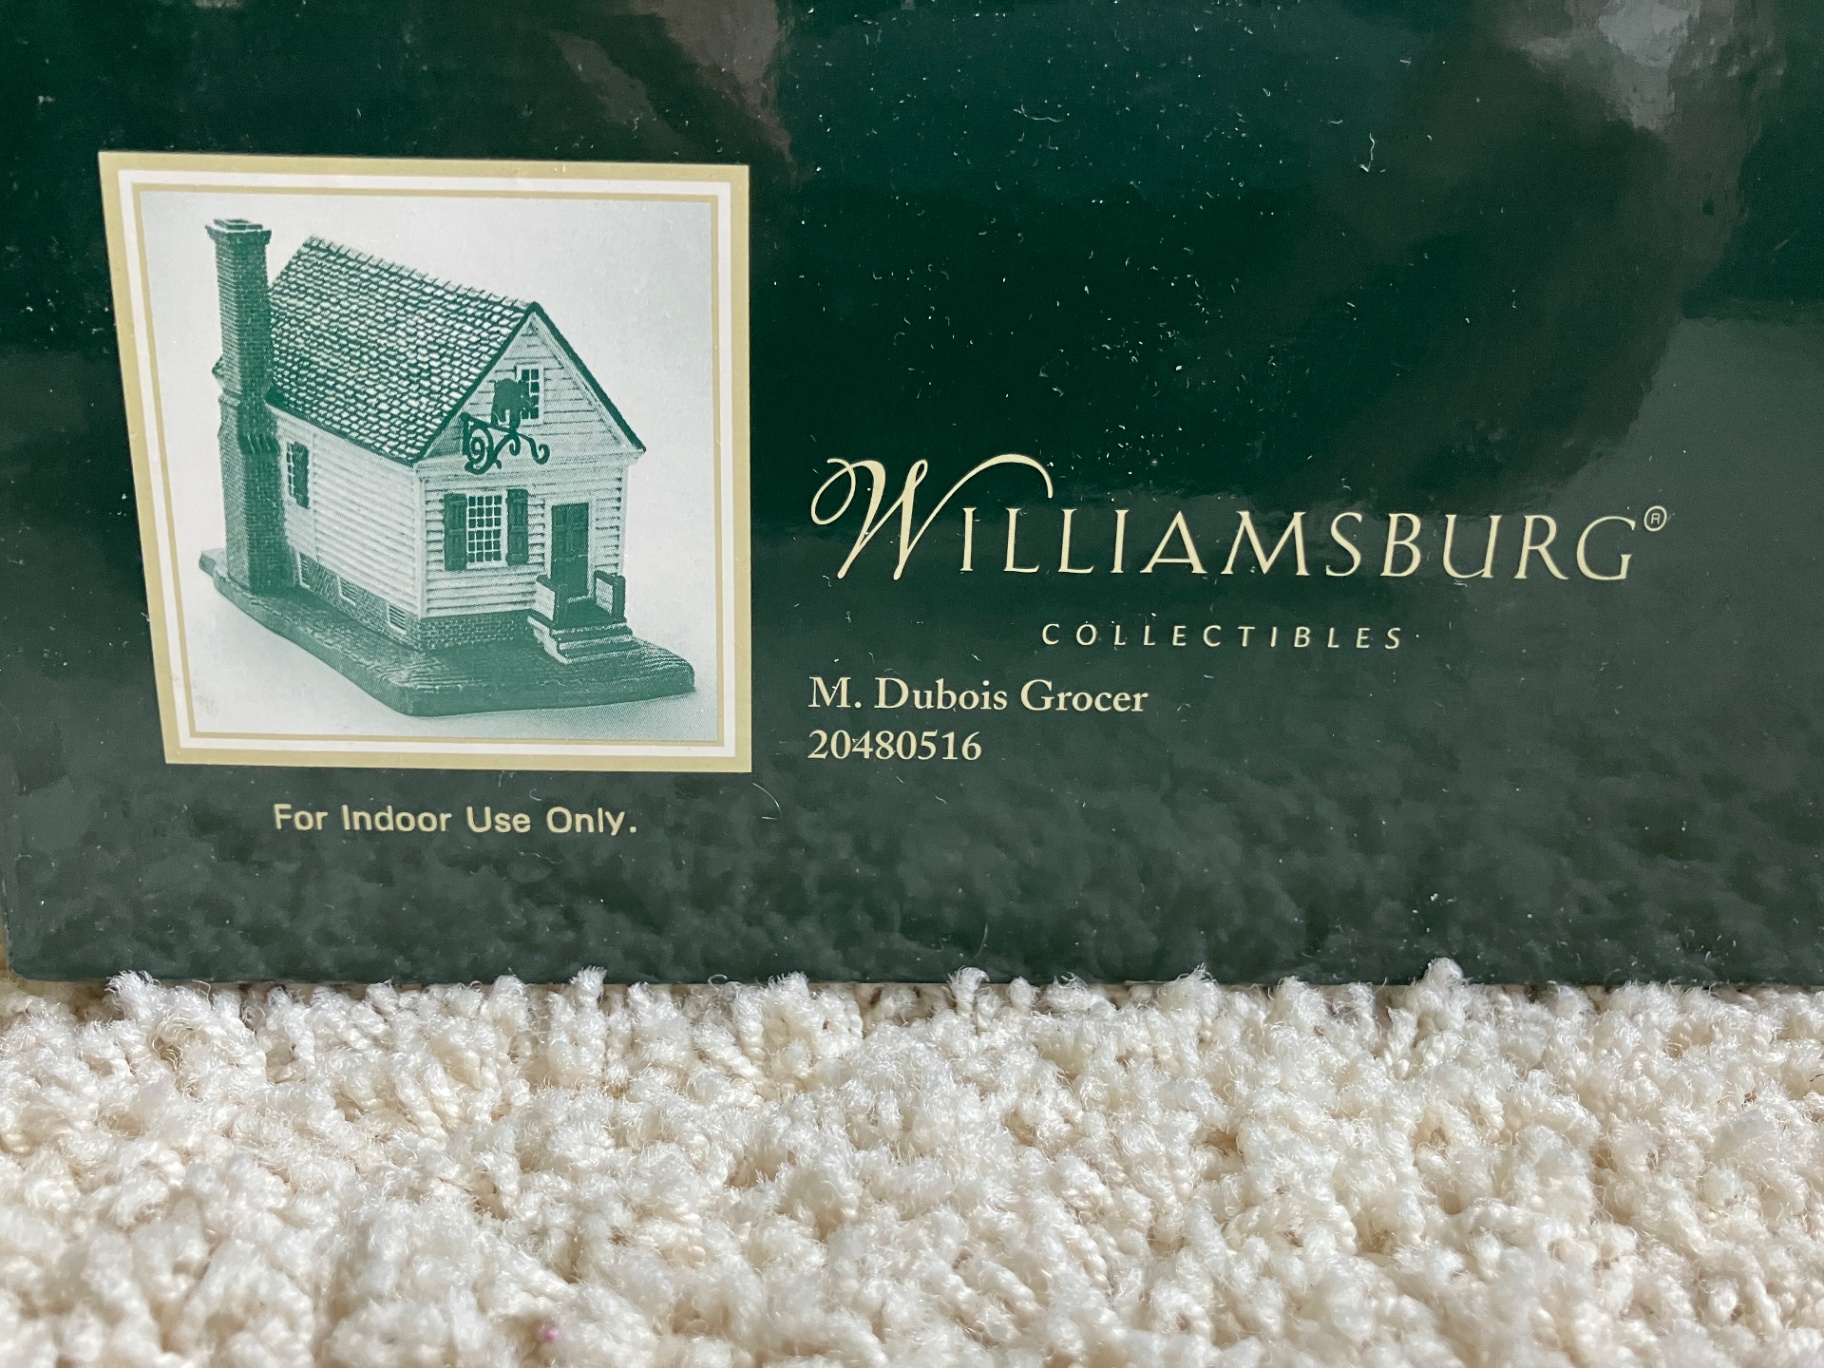 WILLIAMSBURG®
COLLECTIBLES
M. Dubois Grocer
20480516
For Indoor Use Only.